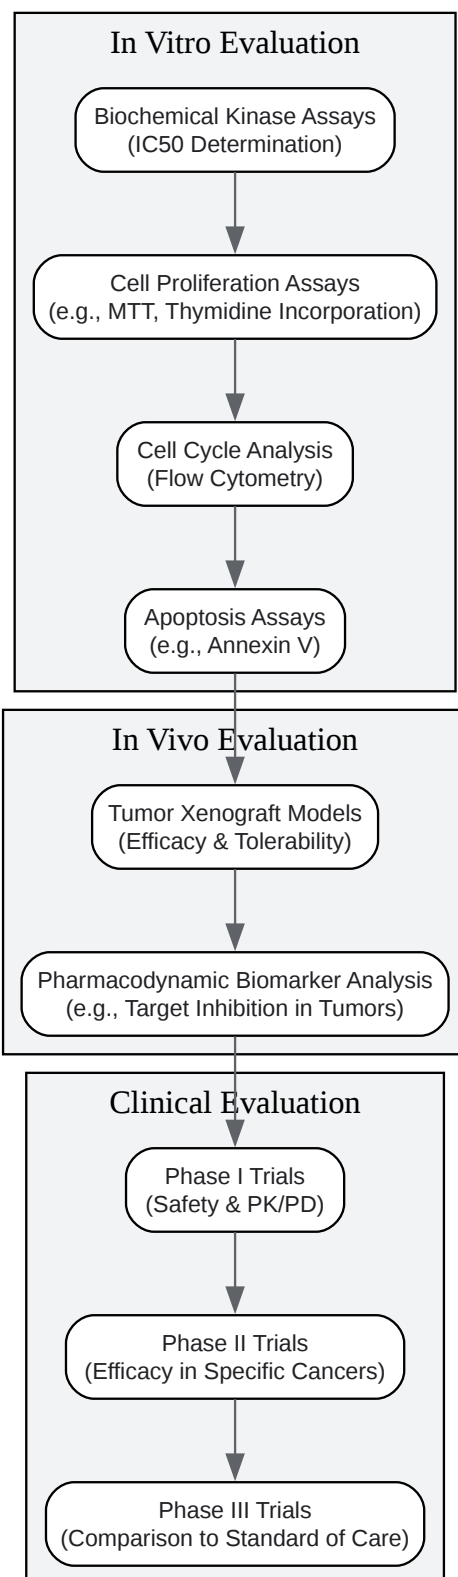 In Vitro Evaluation
Biochemical Kinase Assays
(IC50 Determination)
Cell Proliferation Assays
(e.g., MTT, Thymidine Incorporation)
Cell Cycle Analysis
(Flow Cytometry)
Apoptosis Assays
(e.g., Annexin V)
In Vivo Evaluation
Tumor Xenograft Models
(Efficacy & Tolerability)
Pharmacodynamic Biomarker Analysis
(e.g., Target Inhibition in Tumors)
Clinical Evaluation
Phase I Trials
(Safety & PK/PD)
Phase II Trials
(Efficacy in Specific Cancers)
Phase III Trials
(Comparison to Standard of Care)